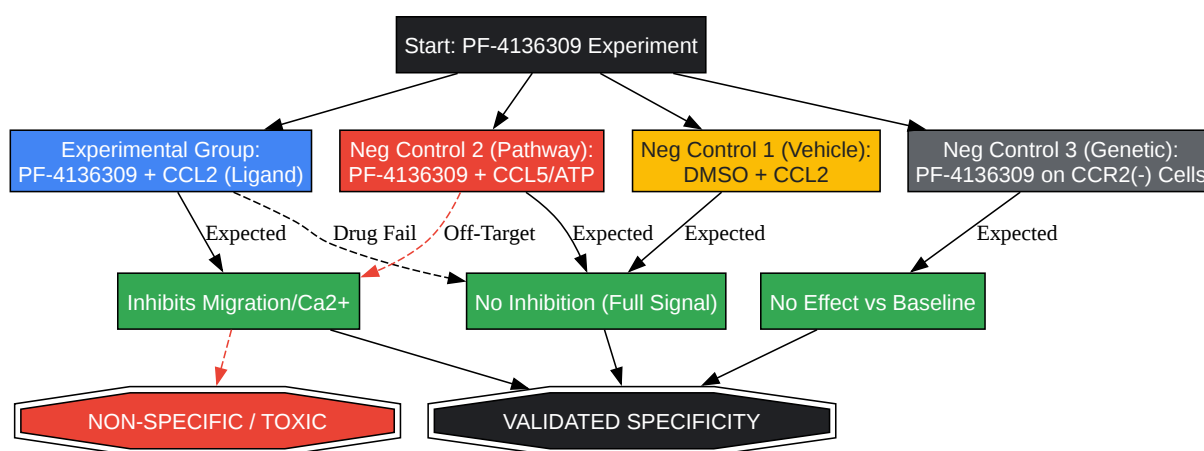 Start: PF-4136309 Experiment
Experimental Group:
PF-4136309 + CCL2 (Ligand)
Neg Control 2 (Pathway):
PF-4136309 + CCL5/ATP
Neg Control 1 (Vehicle):
DMSO + CCL2
Neg Control 3 (Genetic):
PF-4136309 on CCR2(-) Cells
Expected
Drug Fail
Off-Target
Expected
Expected
Expected
Inhibits Migration/Ca2+
No Inhibition (Full Signal)
No Effect vs Baseline
NON-SPECIFIC / TOXIC
VALIDATED SPECIFICITY